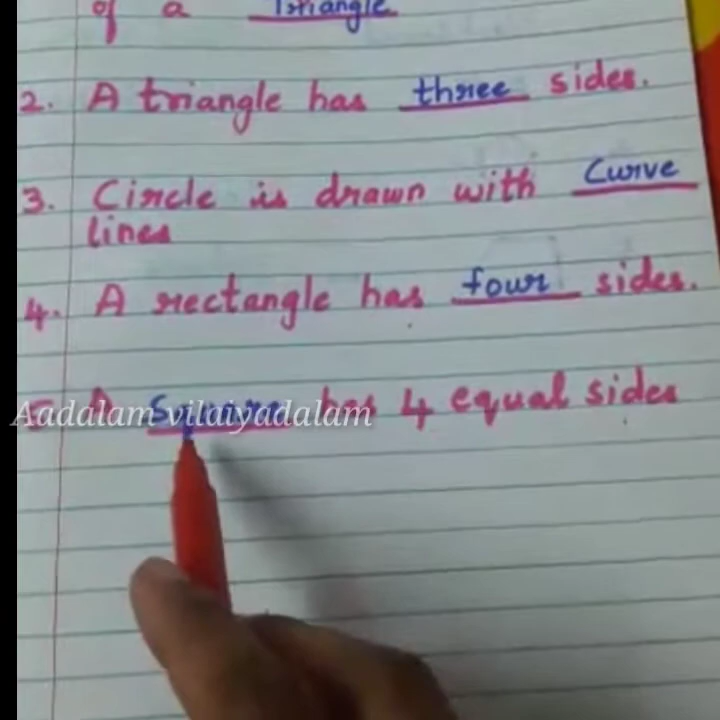 of a Triangle
2. A triangle has three sides.
3. Circle is drawn with Curve
lines
4. A rectangle has four sides.
5. A Square has 4 equal sides
Aadalam vilaiyadalam